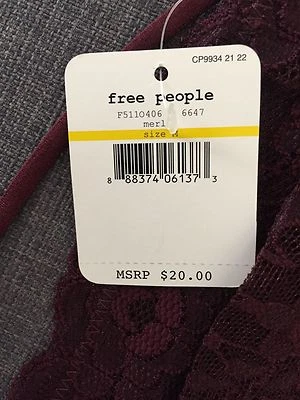 CP9934 21 22
free people
F5110406 6647
merl
size M
8 88374 06137 3
MSRP $20.00